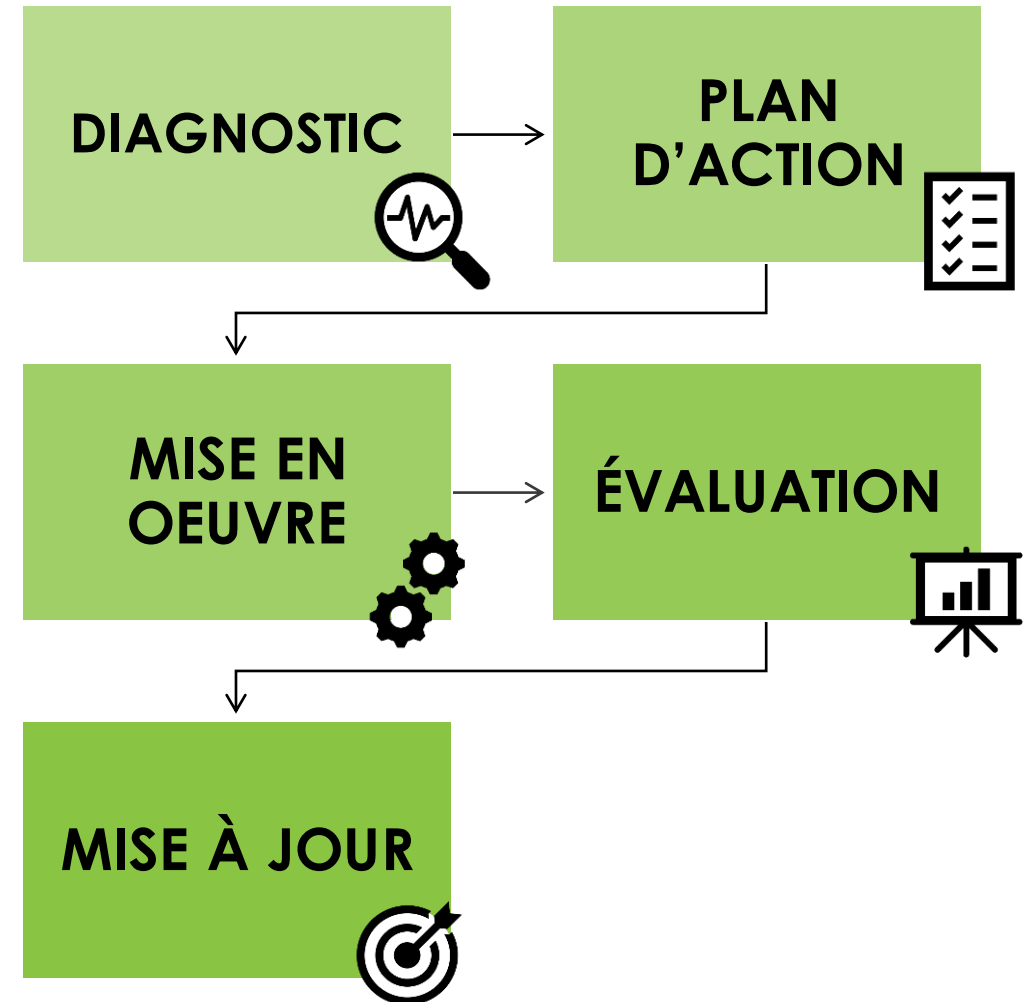 DIAGNOSTIC
PLAN
D’ACTION
MISE EN
OEUVRE
ÉVALUATION
MISE À JOUR